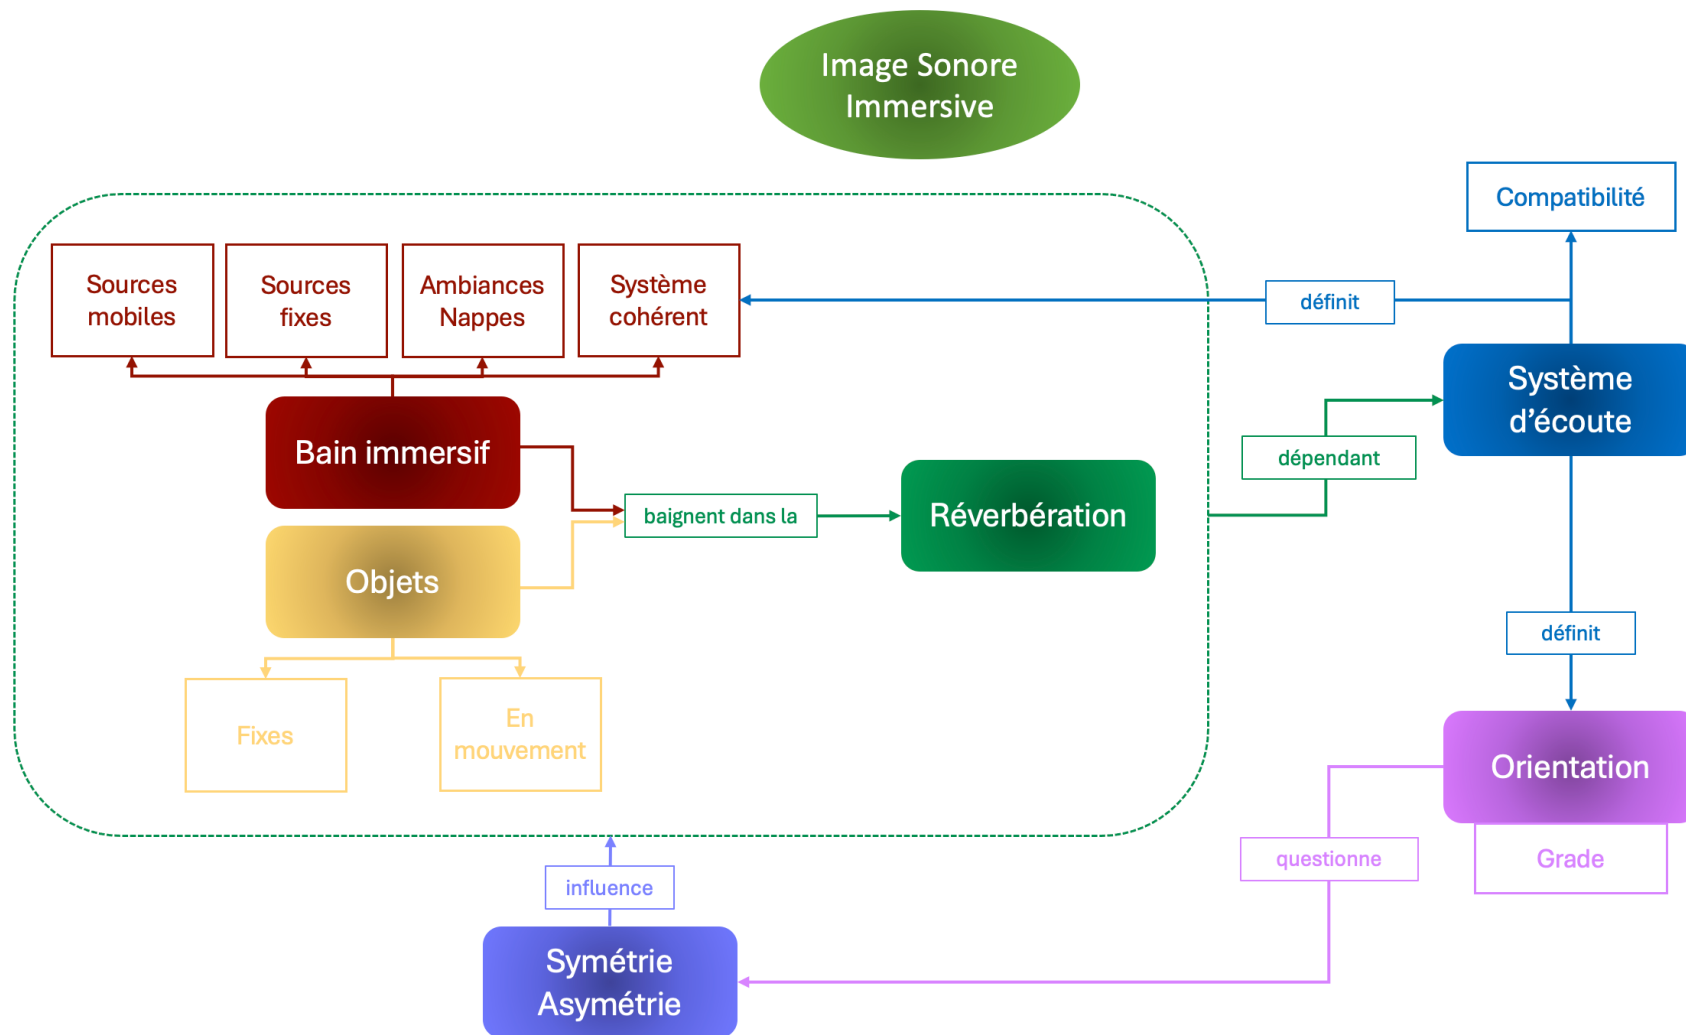 Image Sonore
Immersive
Compatibilité
Sources
mobiles
Sources
fixes
Ambiances
Nappes
Système
cohérent
définit
Système
d’écoute
Bain immersif
dépendant
baignent dans la
Réverbération
Objets
définit
Fixes
En
mouvement
Orientation
questionne
Grade
influence
Symétrie
Asymétrie